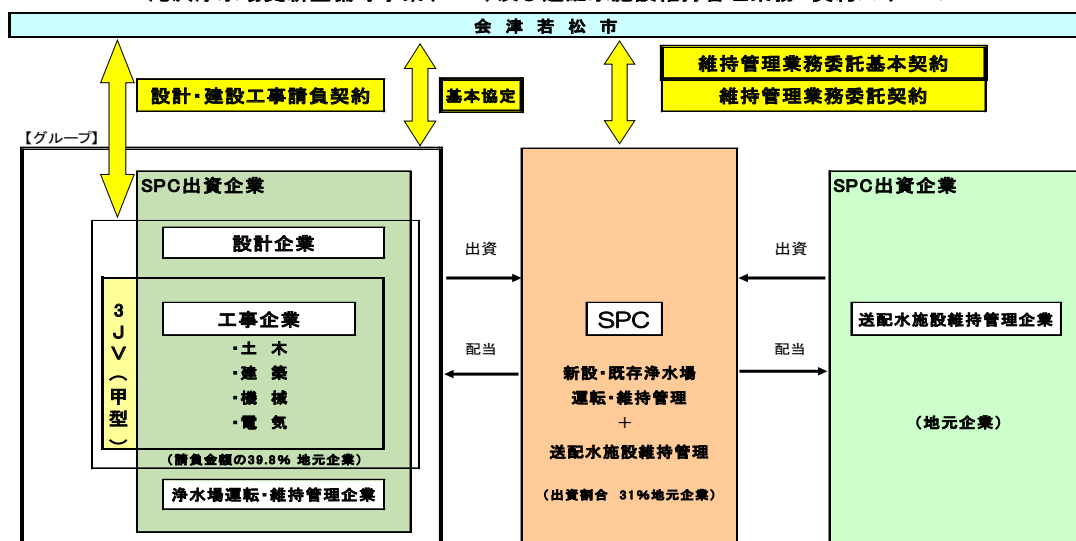 会津若松市
設計・建設工事請負契約
基本協定
維持管理業務委託基本契約
維持管理業務委託契約
【グループ】
SPC出資企業
設計企業
3JV(甲型)
工事企業
・土木
・建築
・機械
・電気
(請負金額の39.8% 地元企業)
浄水場運転・維持管理企業
出資
配当
SPC
新設・既存浄水場
運転・維持管理
+
送配水施設維持管理
(出資割合 31%地元企業)
出資
配当
SPC出資企業
送配水施設維持管理企業
(地元企業)